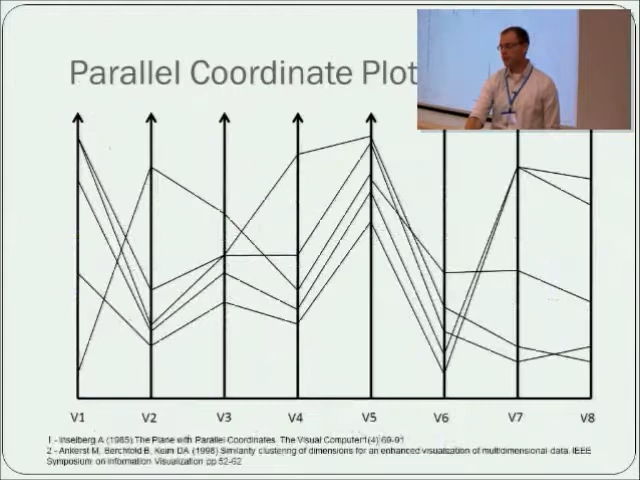 Parallel Coordinate Plot
V1 V2 V3 V4 V5 V6 V7 V8
1 - Inselberg A (1985) The Plane with Parallel Coordinates. The Visual Computer1(4) 69-91
2 - Ankerst M, Berchtold B, Keim DA (1998) Similarity clustering of dimensions for an enhanced visualization of multidimensional data. IEEE
Symposium on Information Visualization pp.52-62